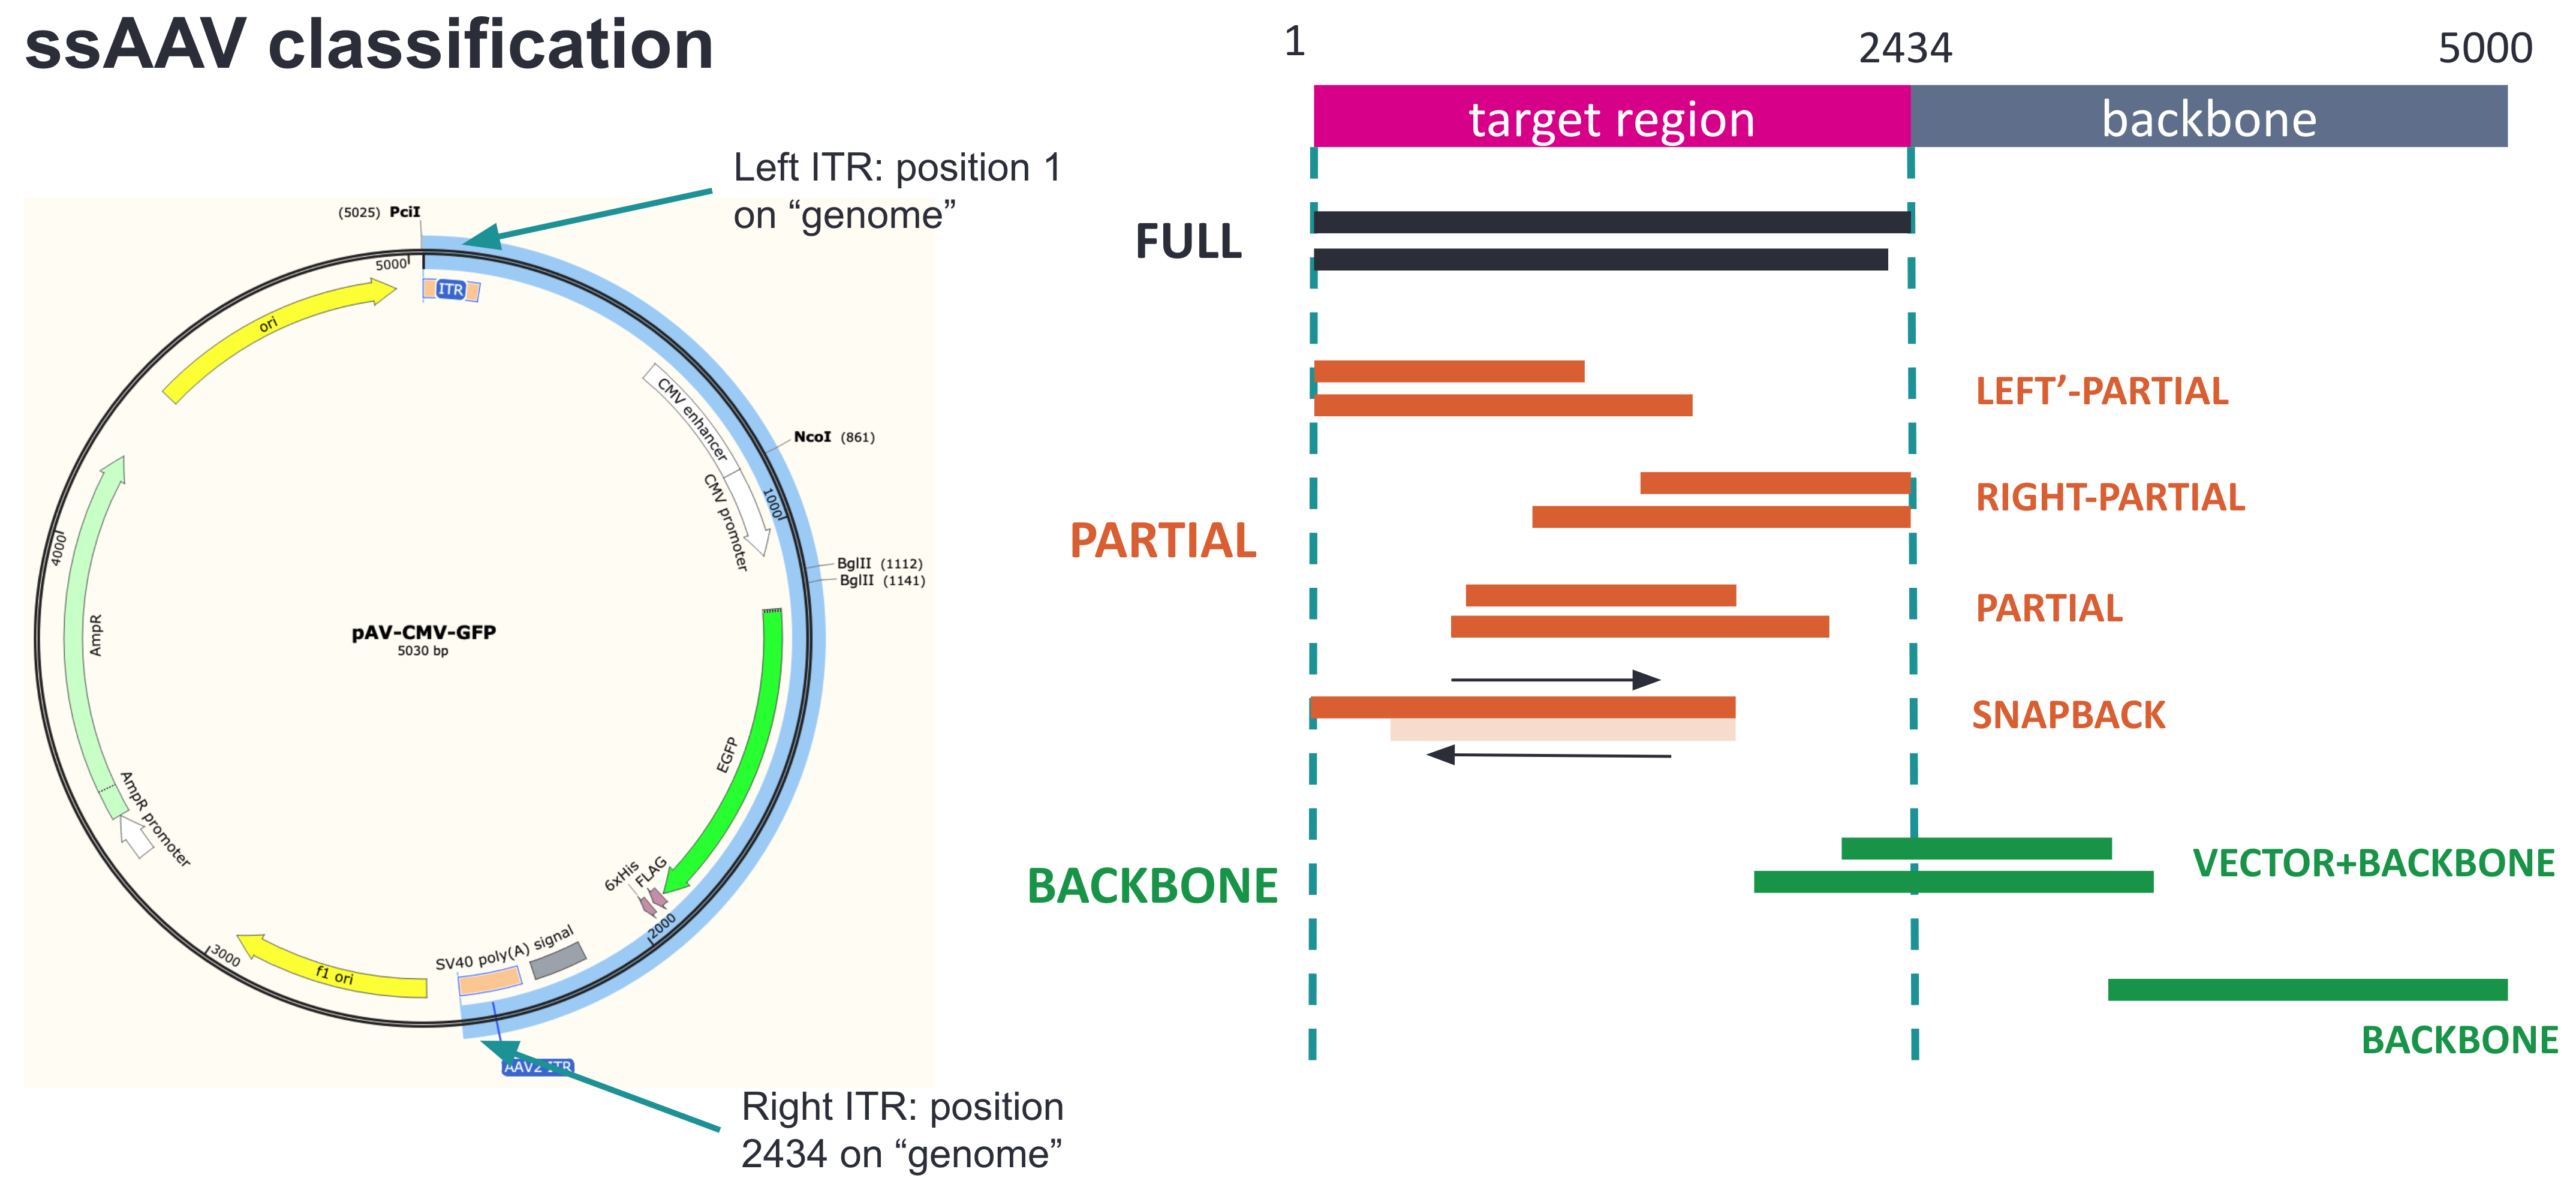 ssAAV classification
Left ITR: position 1
on “genome”
(5025) PciI
5000
ITR
ori
CMV enhancer
CMV promoter
NcoI (861)
1000
BglII (1112)
BglII (1141)
4000
AmpR
pAV-CMV-GFP
5030 bp
EGFP
AmpR promoter
6xHis
FLAG
2000
SV40 poly(A) signal
3000
f1 ori
AAV2 ITR
Right ITR: position
2434 on “genome”
1
2434
5000
target region
backbone
FULL
PARTIAL
LEFT’-PARTIAL
RIGHT-PARTIAL
PARTIAL
SNAPBACK
BACKBONE
VECTOR+BACKBONE
BACKBONE